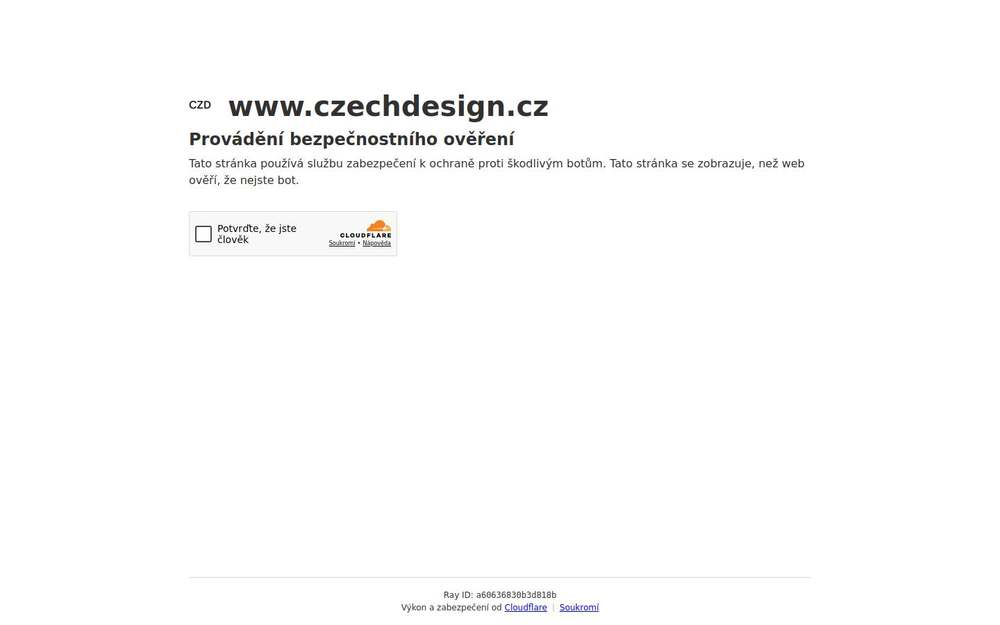 CZD www.czechdesign.cz
Provádění bezpečnostního ověření
Tato stránka používá službu zabezpečení k ochraně proti škodlivým botům. Tato stránka se zobrazuje, než web
ověří, že nejste bot.
Potvrďte, že jste
člověk
CLOUDFLARE
Soukromí • Nápověda
Ray ID: a60636830b3d818b
Výkon a zabezpečení od Cloudflare | Soukromí